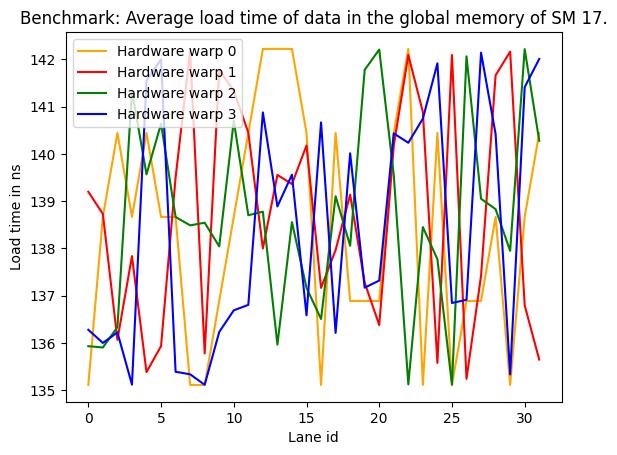 Benchmark: Average load time of data in the global memory of SM 17.
Hardware warp 0
Hardware warp 1
Hardware warp 2
Hardware warp 3
142
141
140
139
138
137
136
135
Load time in ns
0 5 10 15 20 25 30
Lane id